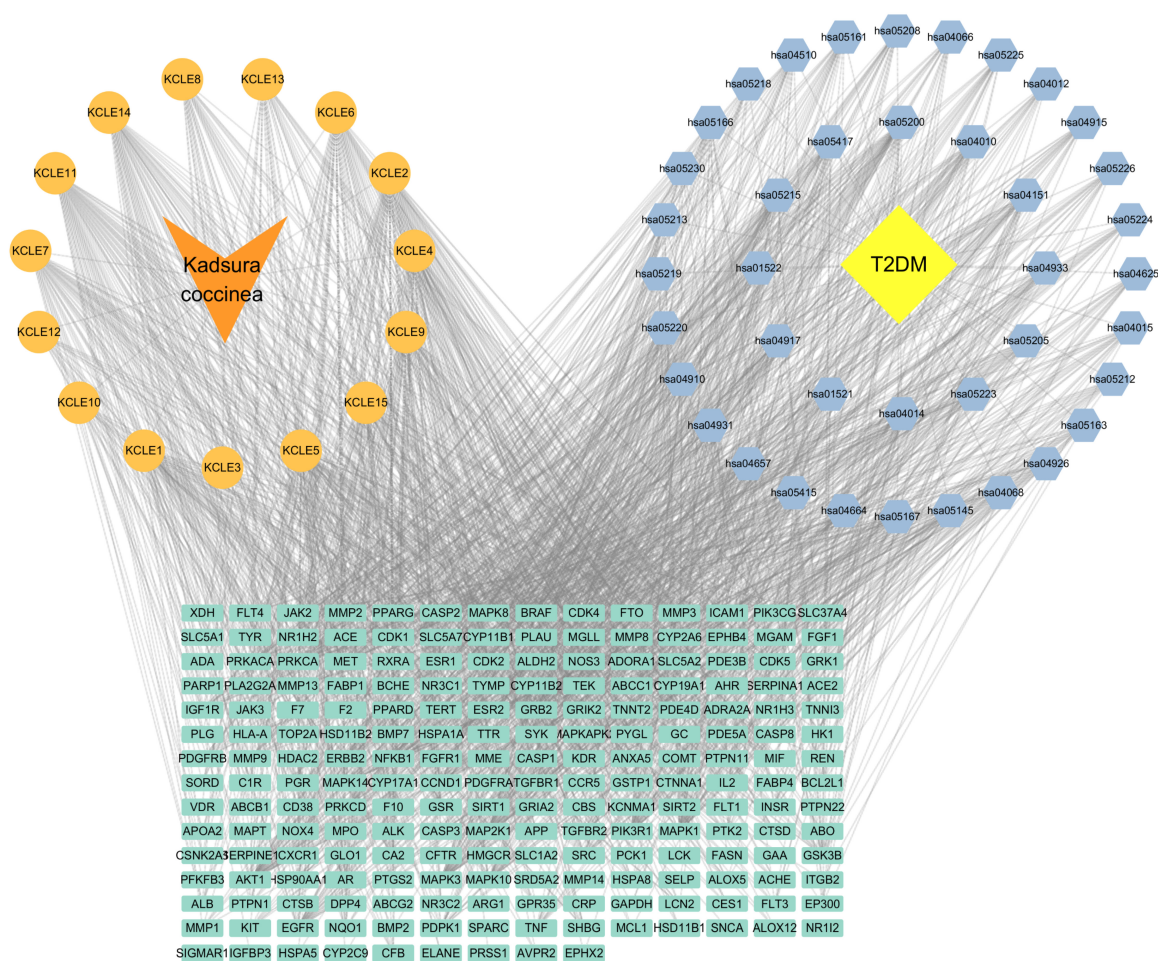 KCLE8
KCLE13
KCLE14
KCLE6
KCLE11
KCLE2
KCLE7
KCLE4
KCLE12
KCLE9
KCLE10
KCLE15
KCLE1
KCLE3
KCLE5
Kadsura
coccinea
hsa05208
hsa05161
hsa04066
hsa04510
hsa05225
hsa05218
hsa04012
hsa05166
hsa05200
hsa04915
hsa05417
hsa04010
hsa05230
hsa05226
hsa05215
hsa04151
hsa05213
hsa05224
hsa05219
hsa01522
T2DM
hsa04933
hsa04625
hsa05220
hsa04015
hsa04917
hsa05205
hsa04910
hsa05212
hsa01521
hsa05223
hsa04014
hsa04931
hsa05163
hsa04657
hsa04926
hsa05415
hsa04068
hsa04664
hsa05167
hsa05145
XDH FLT4 JAK2 MMP2 PPARG CASP2 MAPK8 BRAF CDK4 FTO MMP3 ICAM1 PIK3CG SLC37A4
SLC5A1 TYR NR1H2 ACE CDK1 SLC5A7 CYP11B1 PLAU MGLL MMP8 CYP2A6 EPHB4 MGAM FGF1
ADA PRKACA PRKCA MET RXRA ESR1 CDK2 ALDH2 NOS3 ADORA1 SLC5A2 PDE3B CDK5 GRK1
PARP1 PLA2G2A MMP13 FABP1 BCHE NR3C1 TYMP CYP11B2 TEK ABCC1 CYP19A1 AHR SERPINA1 ACE2
IGF1R JAK3 F7 F2 PPARD TERT ESR2 GRB2 GRIK2 TNNT2 PDE4D ADRA2A NR1H3 TNNI3
PLG HLA-A TOP2A HSD11B2 BMP7 HSPA1A TTR SYK MAPKAPK2 PYGL GC PDE5A CASP8 HK1
PDGFRB MMP9 HDAC2 ERBB2 NFKB1 FGFR1 MME CASP1 KDR ANXA5 COMT PTPN11 MIF REN
SORD C1R PGR MAPK14 CYP17A1 CCND1 PDGFRA TGFBR1 CCR5 GSTP1 CTNNA1 IL2 FABP4 BCL2L1
VDR ABCB1 CD38 PRKCD F10 GSR SIRT1 GRIA2 CBS KCNMA1 SIRT2 FLT1 INSR PTPN22
APOA2 MAPT NOX4 MPO ALK CASP3 MAP2K1 APP TGFBR2 PIK3R1 MAPK1 PTK2 CTSD ABO
SERPINE1 CXCR1 GLO1 CA2 CFTR HMGCR SLC1A2 SRC PCK1 LCK FASN GAA GSK3B
PFKFB3 AKT1 HSP90AA1 AR PTGS2 MAPK3 MAPK10 SRD5A2 MMP14 HSPA8 SELP ALOX5 ACHE ITGB2
ALB PTPN1 CTSB DPP4 ABCG2 NR3C2 ARG1 GPR35 CRP GAPDH LCN2 CES1 FLT3 EP300
MMP1 KIT EGFR NQO1 BMP2 PDPK1 SPARC TNF SHBG MCL1 HSD11B1 SNCA ALOX12 NR1I2
SIGMAR1 IGFBP3 HSPA5 CYP2C9 CFB ELANE PRSS1 AVPR2 EPHX2